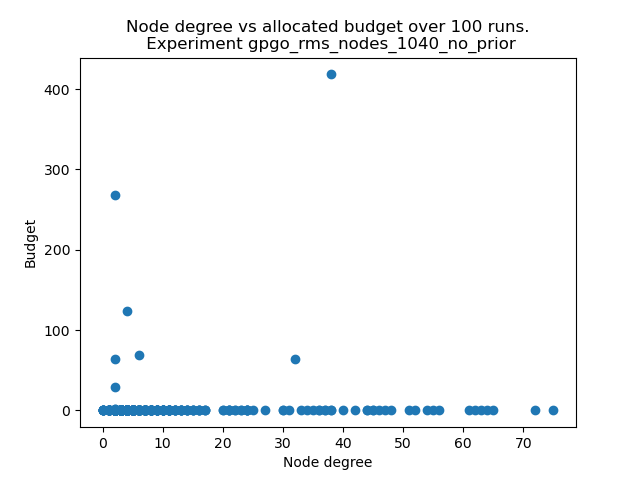 Node degree vs allocated budget over 100 runs.
Experiment gpgo_rms_nodes_1040_no_prior
400
300
200
100
0
Budget
0 10 20 30 40 50 60 70
Node degree